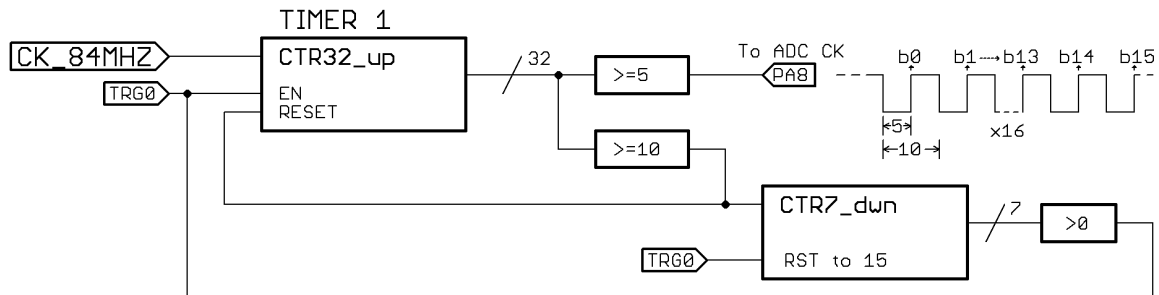 TIMER 1
CK_84MHZ
CTR32_up
32
TRG0
EN
RESET
>=5
To ADC CK
PA8
b0
b1
b13
b14
b15
5
10
x16
>=10
CTR7_dwn
7
>0
TRG0
RST to 15